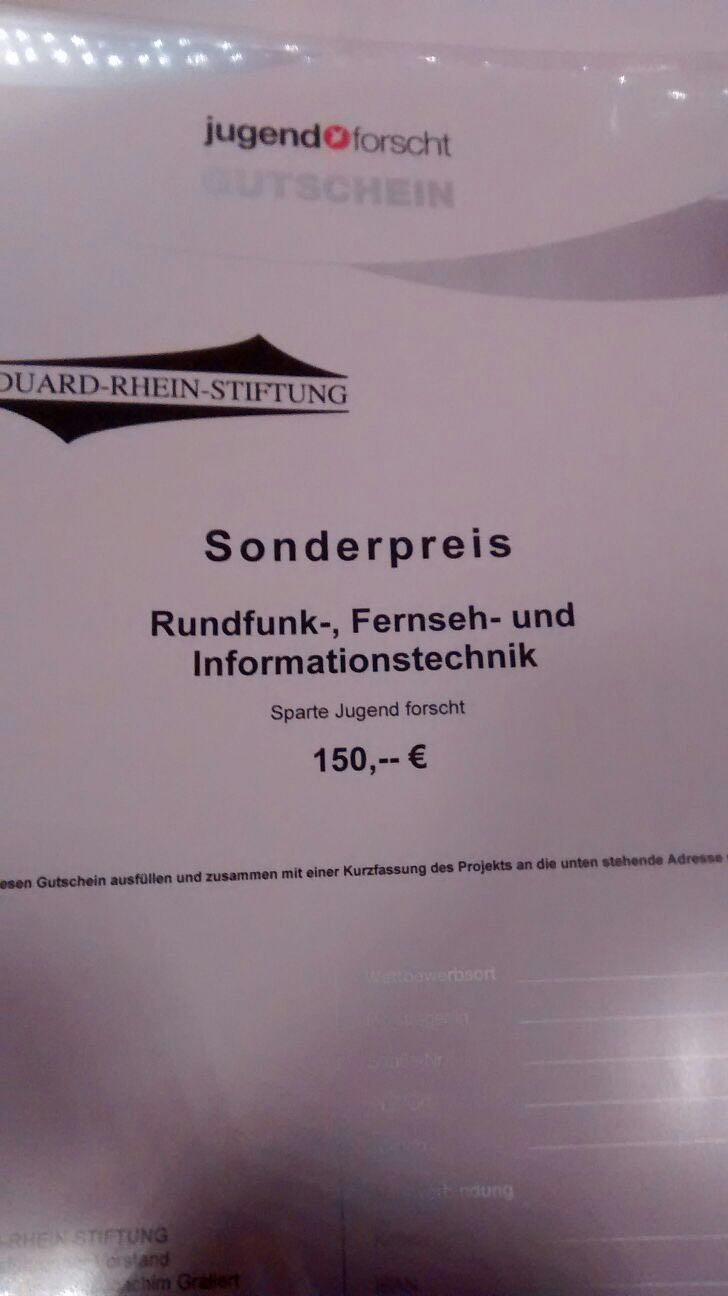 jugend forscht
GUTSCHEIN
DUARD-RHEIN-STIFTUNG
Sonderpreis
Rundfunk-, Fernseh- und
Informationstechnik
Sparte Jugend forscht
150,-- €
esen Gutschein ausfüllen und zusammen mit einer Kurzfassung des Projekts an die unten stehende Adresse
Wettbewerbsort
RHEIN STIFTUNG
IBAN